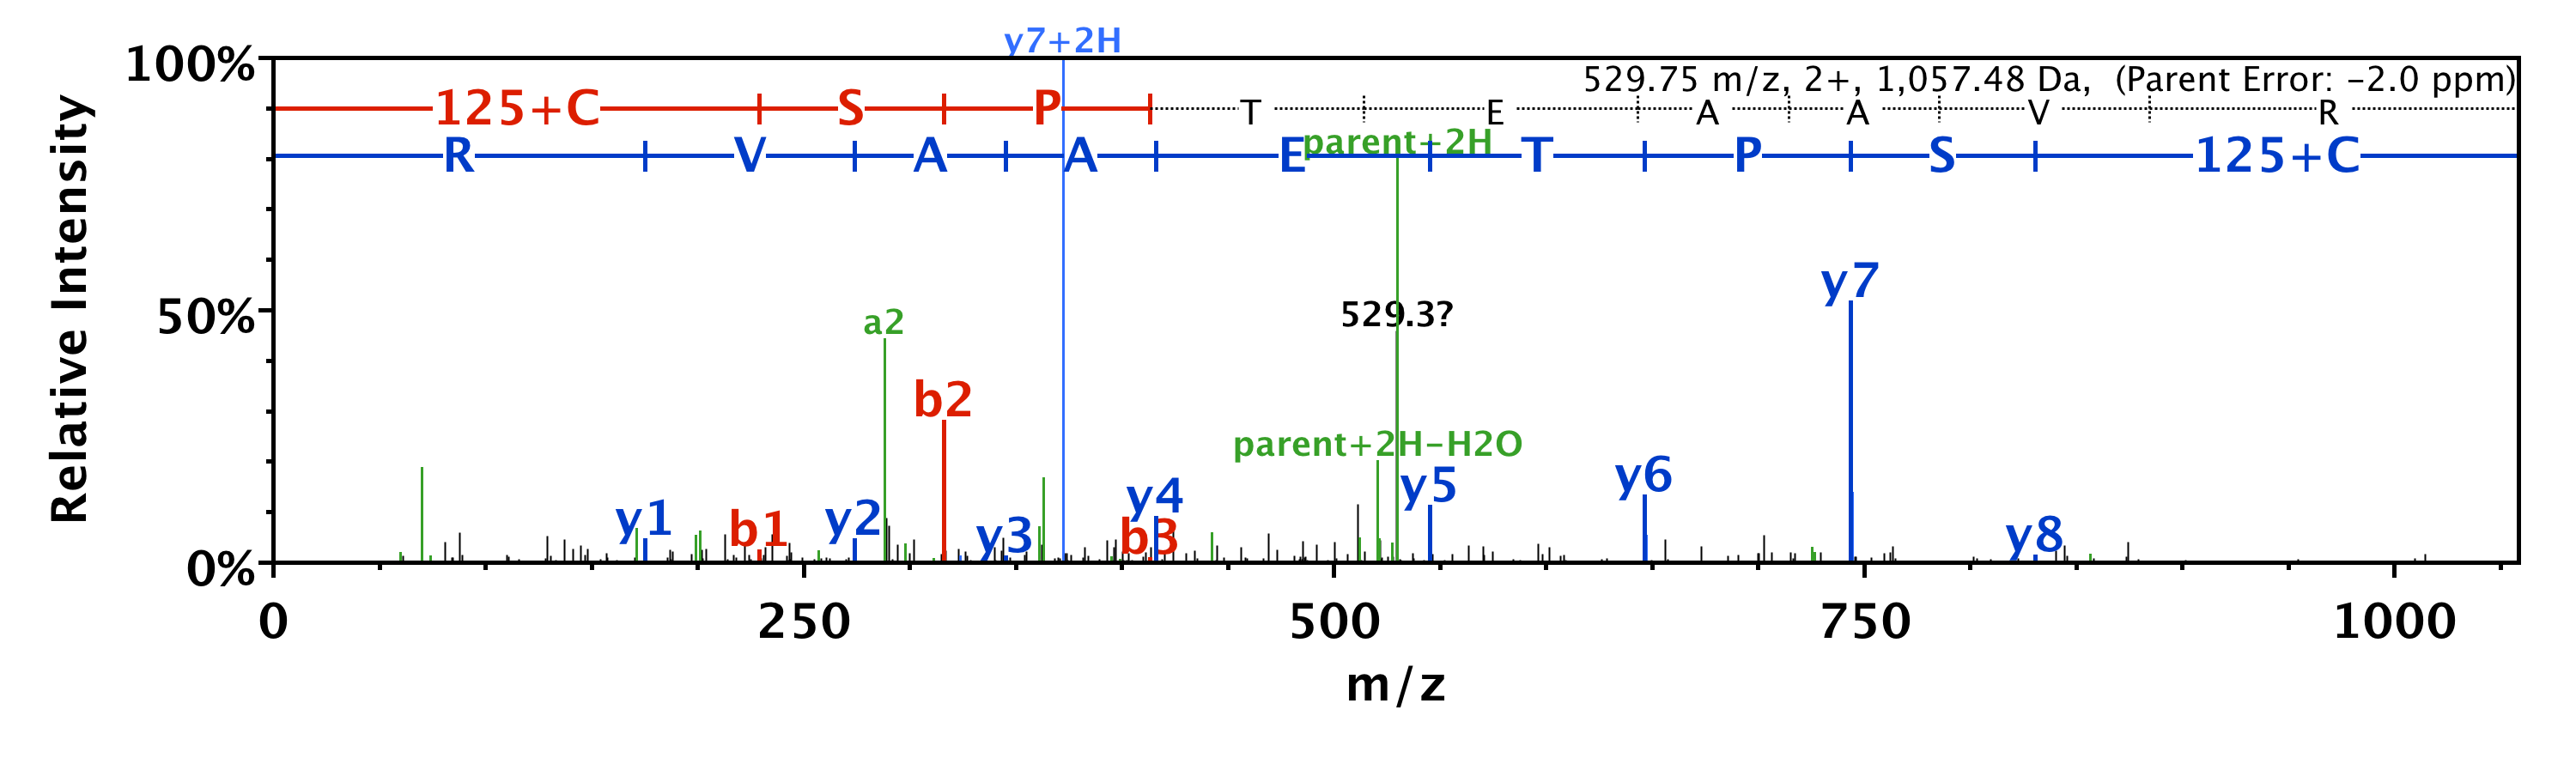 y7+2H
100%
529.75 m/z, 2+, 1,057.48 Da, (Parent Error: -2.0 ppm)
125+C S P T E A A V R
parent+2H
R V A A E T P S 125+C
y7
50%
a2
529.3?
b2
parent+2H-H2O
y6
y5
y4
y1
b1
y2
y3
b3
y8
0%
0 250 500 750 1000
m/z
Relative Intensity